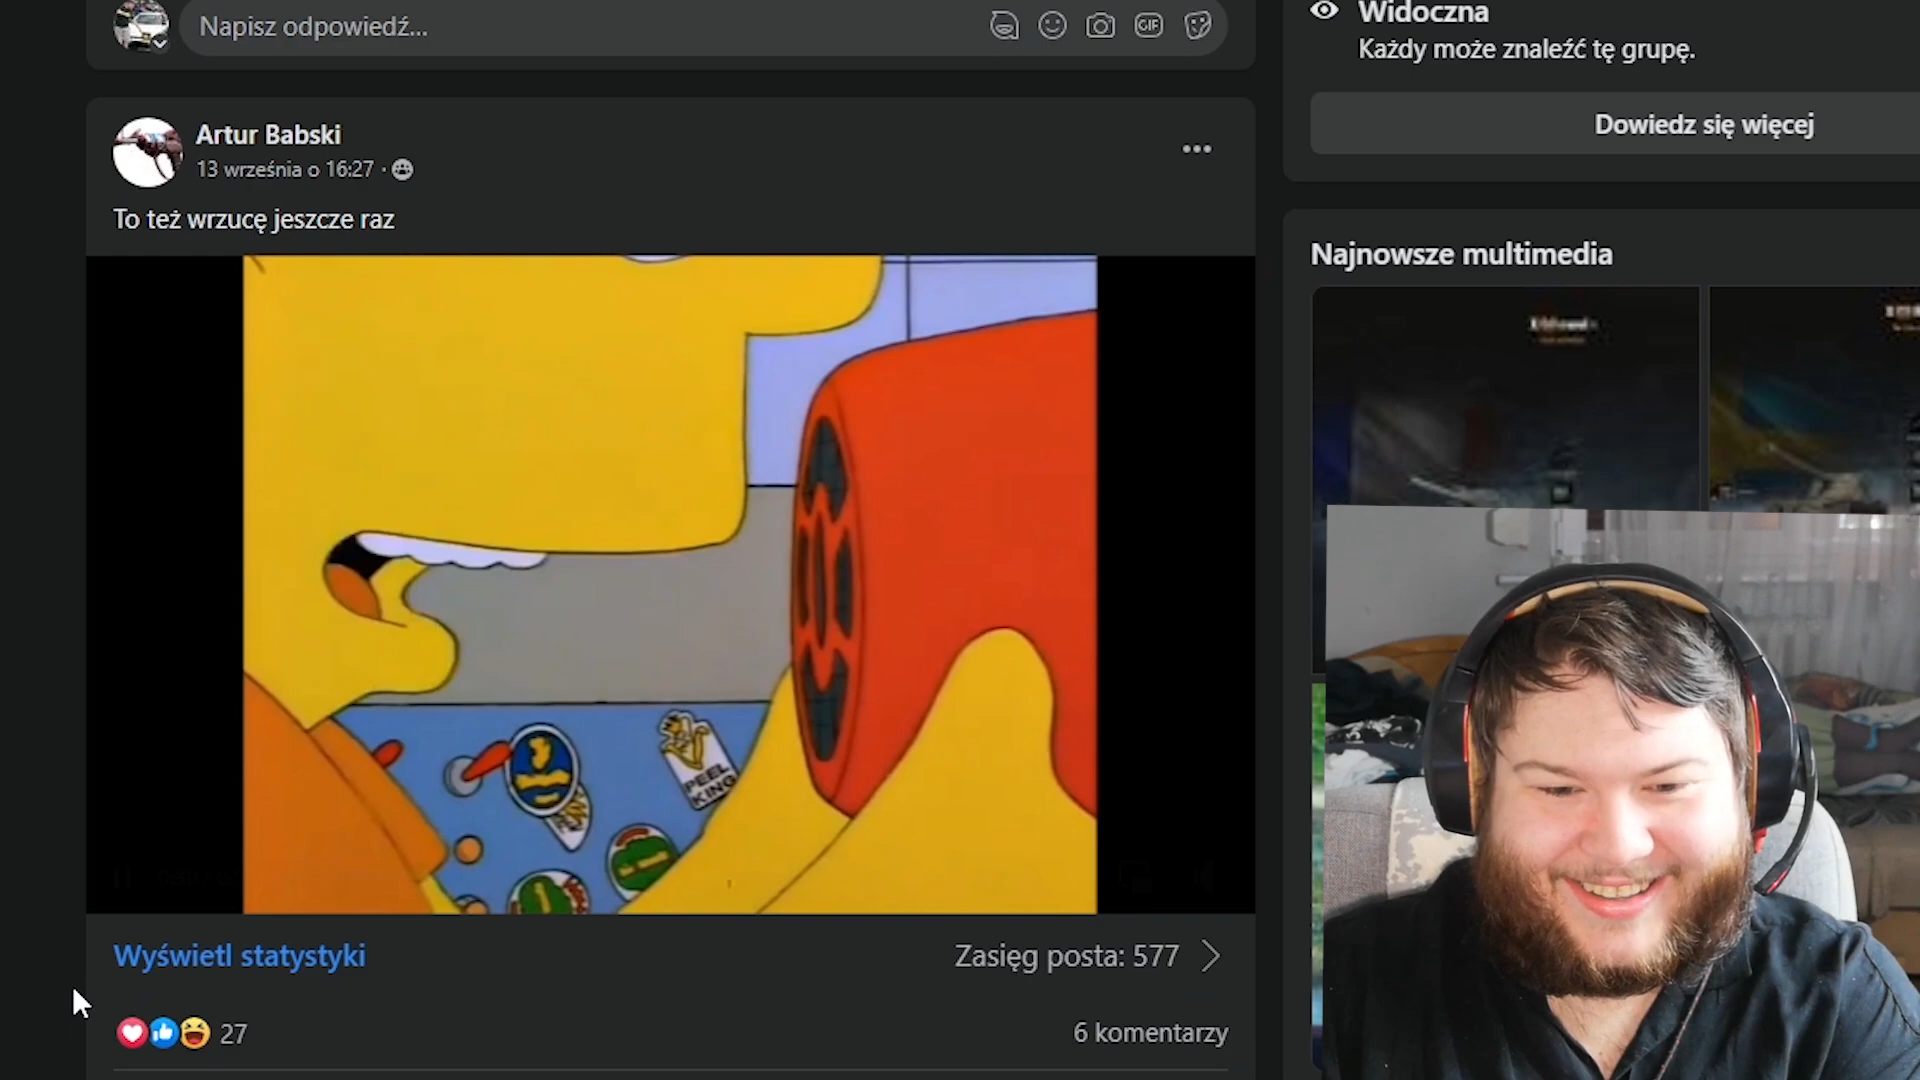 Napisz odpowiedź...
GIF
Widoczna
Każdy może znaleźć tę grupę.
Dowiedz się więcej
Artur Babski
13 września o 16:27 ·
To też wrzucę jeszcze raz
Najnowsze multimedia
PEEL
KING
Wyświetl statystyki
Zasięg posta: 577
27
6 komentarzy